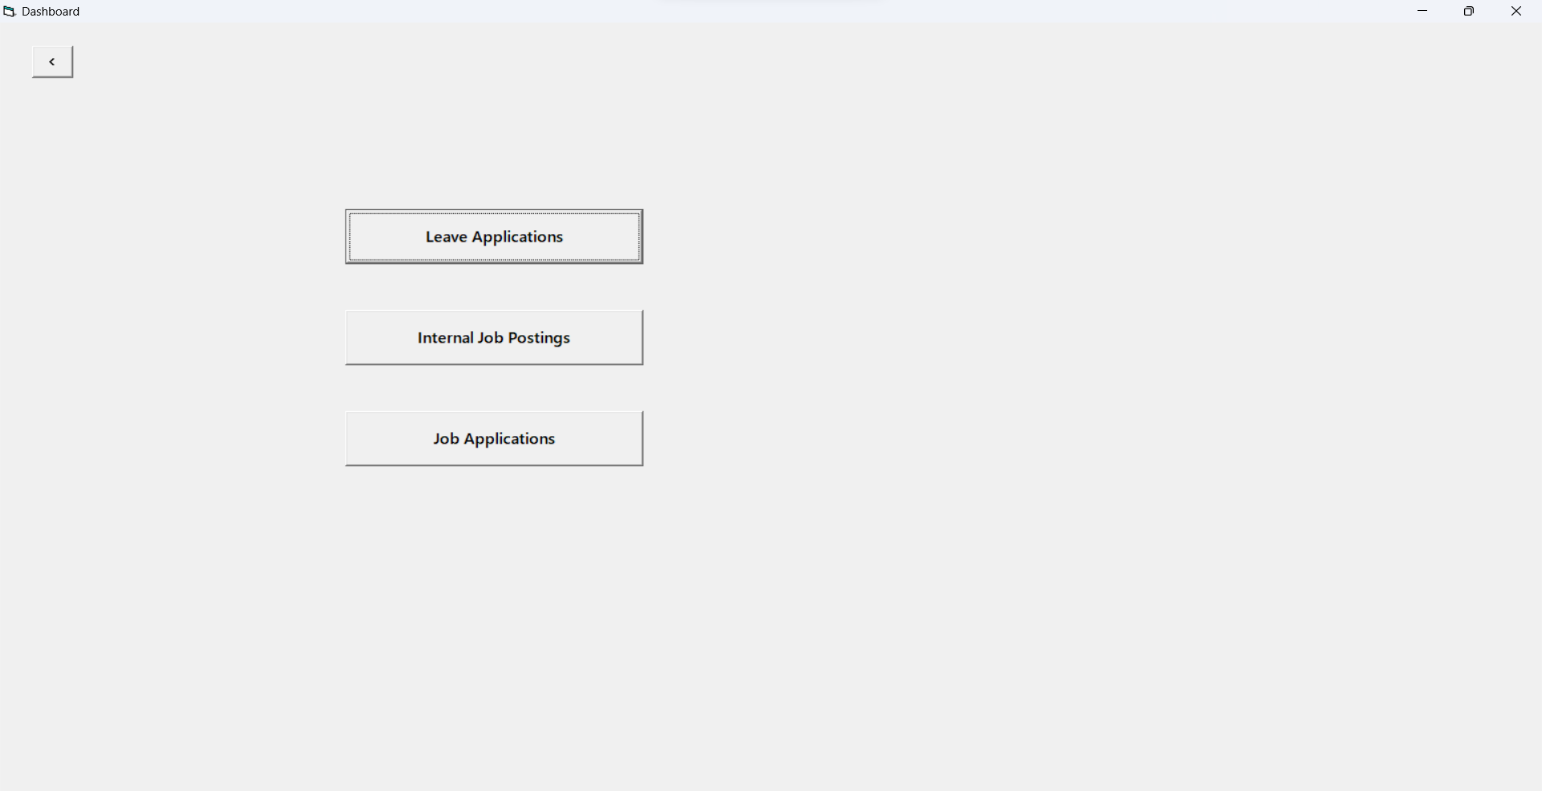 Dashboard
<
Leave Applications
Internal Job Postings
Job Applications